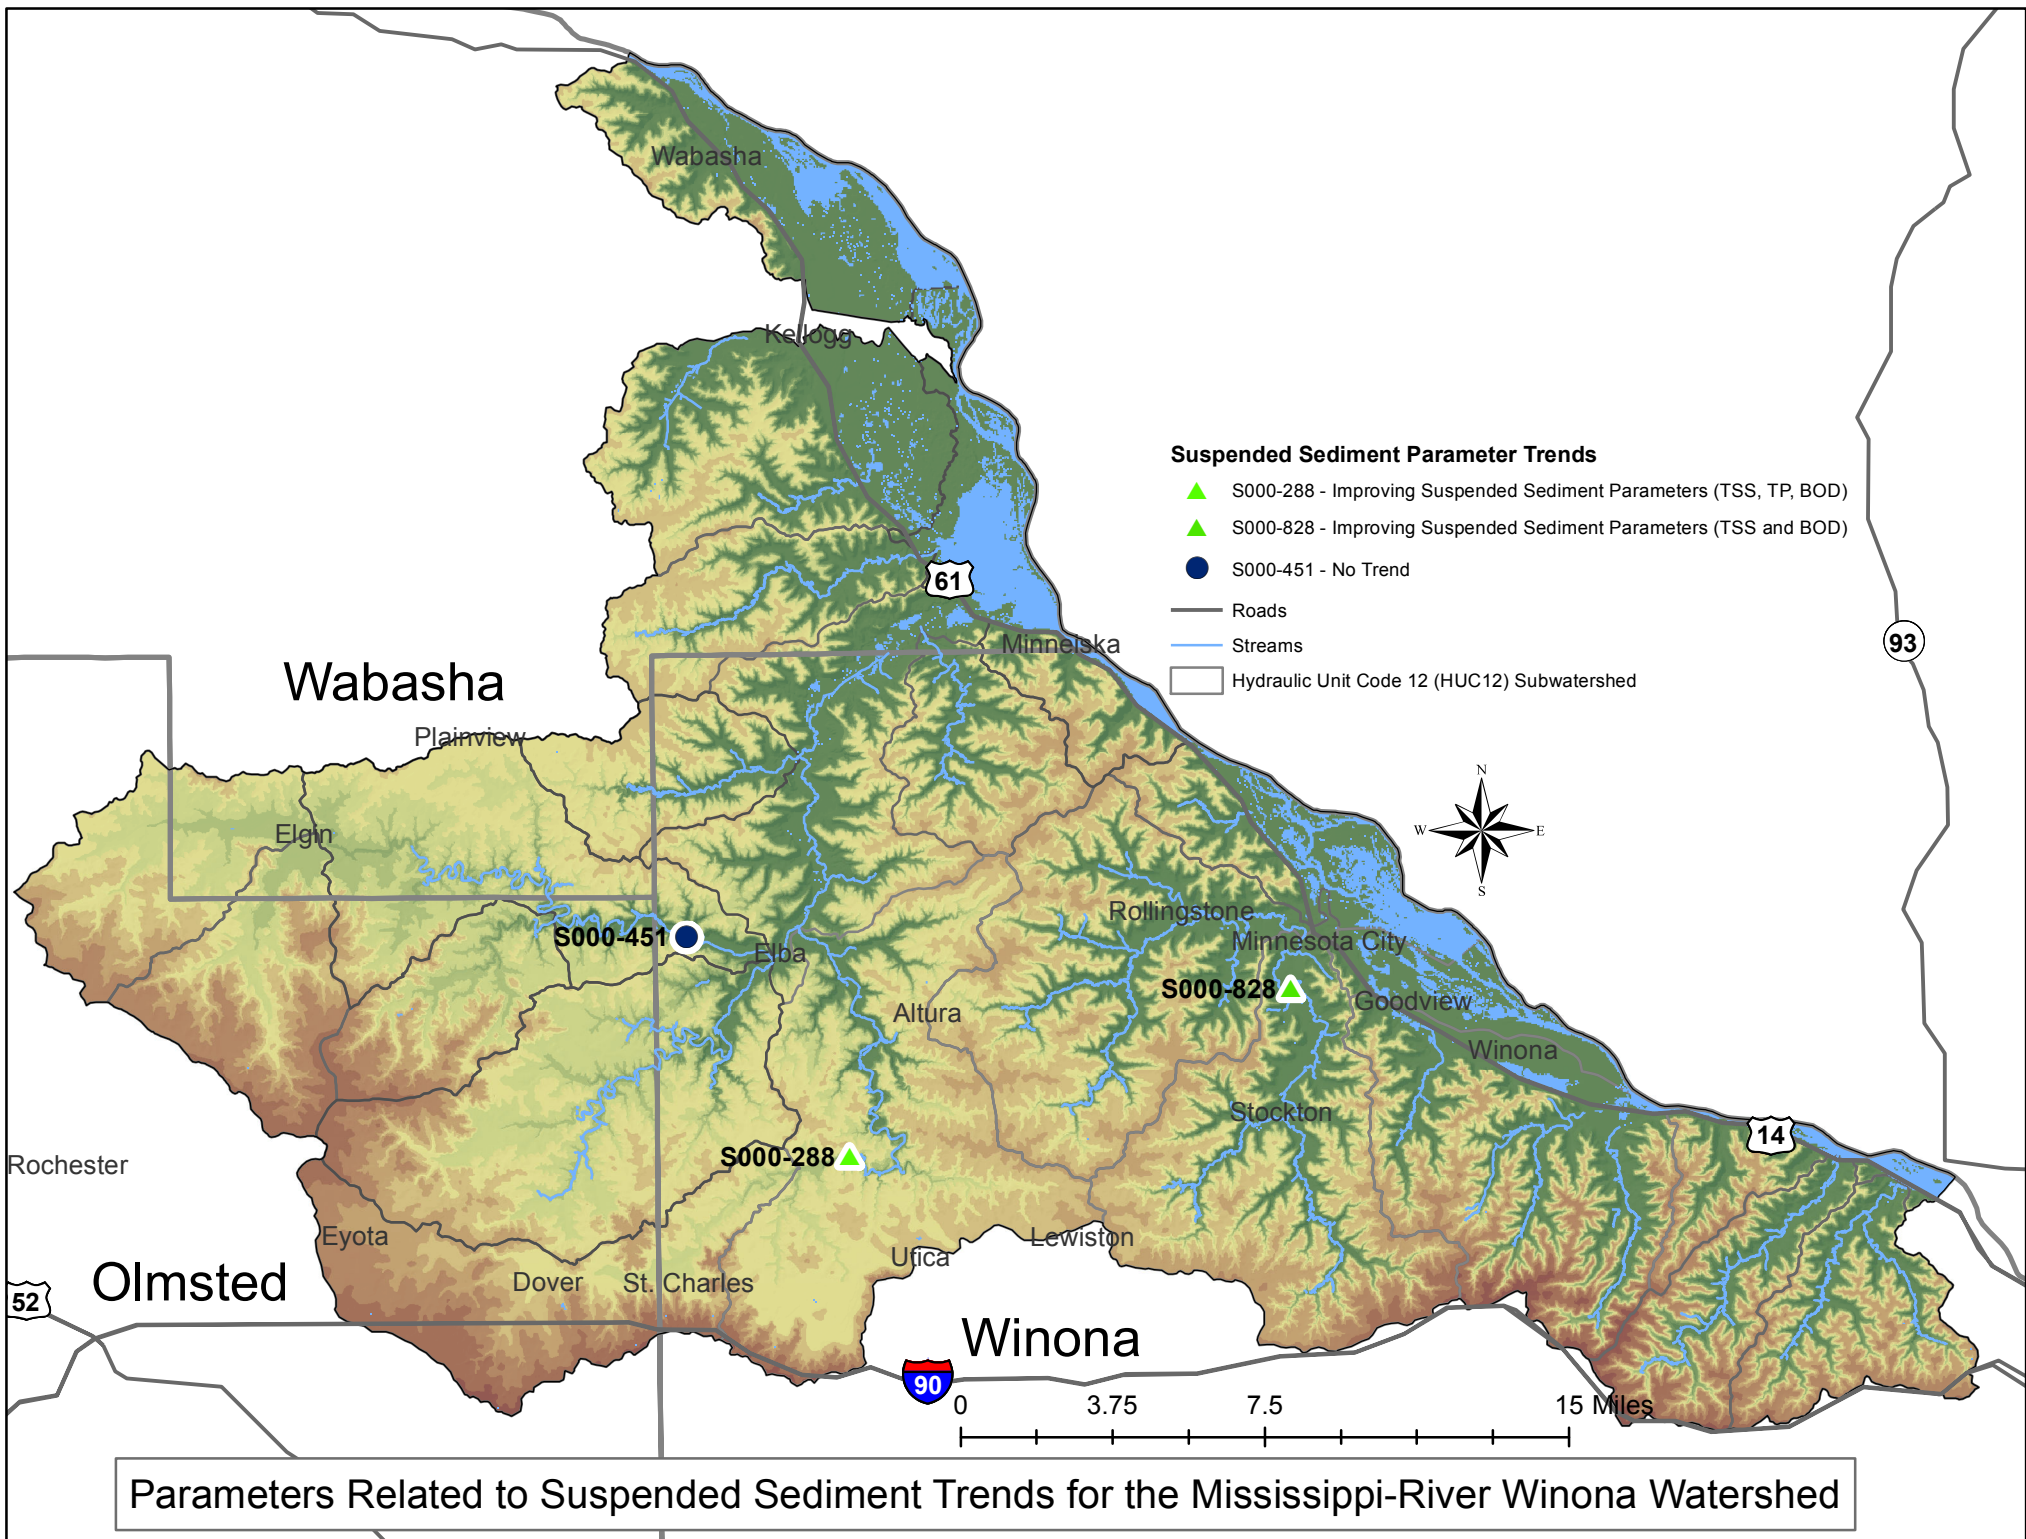 Wabasha
Kellogg
Suspended Sediment Parameter Trends
S000-288 - Improving Suspended Sediment Parameters (TSS, TP, BOD)
S000-828 - Improving Suspended Sediment Parameters (TSS and BOD)
S000-451 - No Trend
Roads
Streams
Hydraulic Unit Code 12 (HUC12) Subwatershed
61
93
Minneiska
Wabasha
Plainview
N
W
E
S
Elgin
Rollingstone
S000-451
Elba
Minnesota City
S000-828
Goodview
Altura
Winona
Stockton
14
S000-288
Rochester
Eyota
Lewiston
Utica
Olmsted
Dover
St. Charles
52
Winona
90
0
3.75
7.5
15 Miles
Parameters Related to Suspended Sediment Trends for the Mississippi-River Winona Watershed